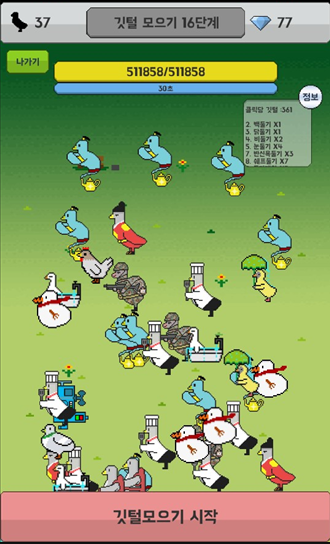 37
깃털 모으기 16단계
77
나가기
511858/511858
30초
정보
클릭당 깃털 :361
2. 백둘기 X1
3. 닭둘기 X1
4. 비둘기 X2
5. 눈둘기 X4
7. 반신욕둘기 X3
8. 쉐프둘기 X7
깃털모으기 시작